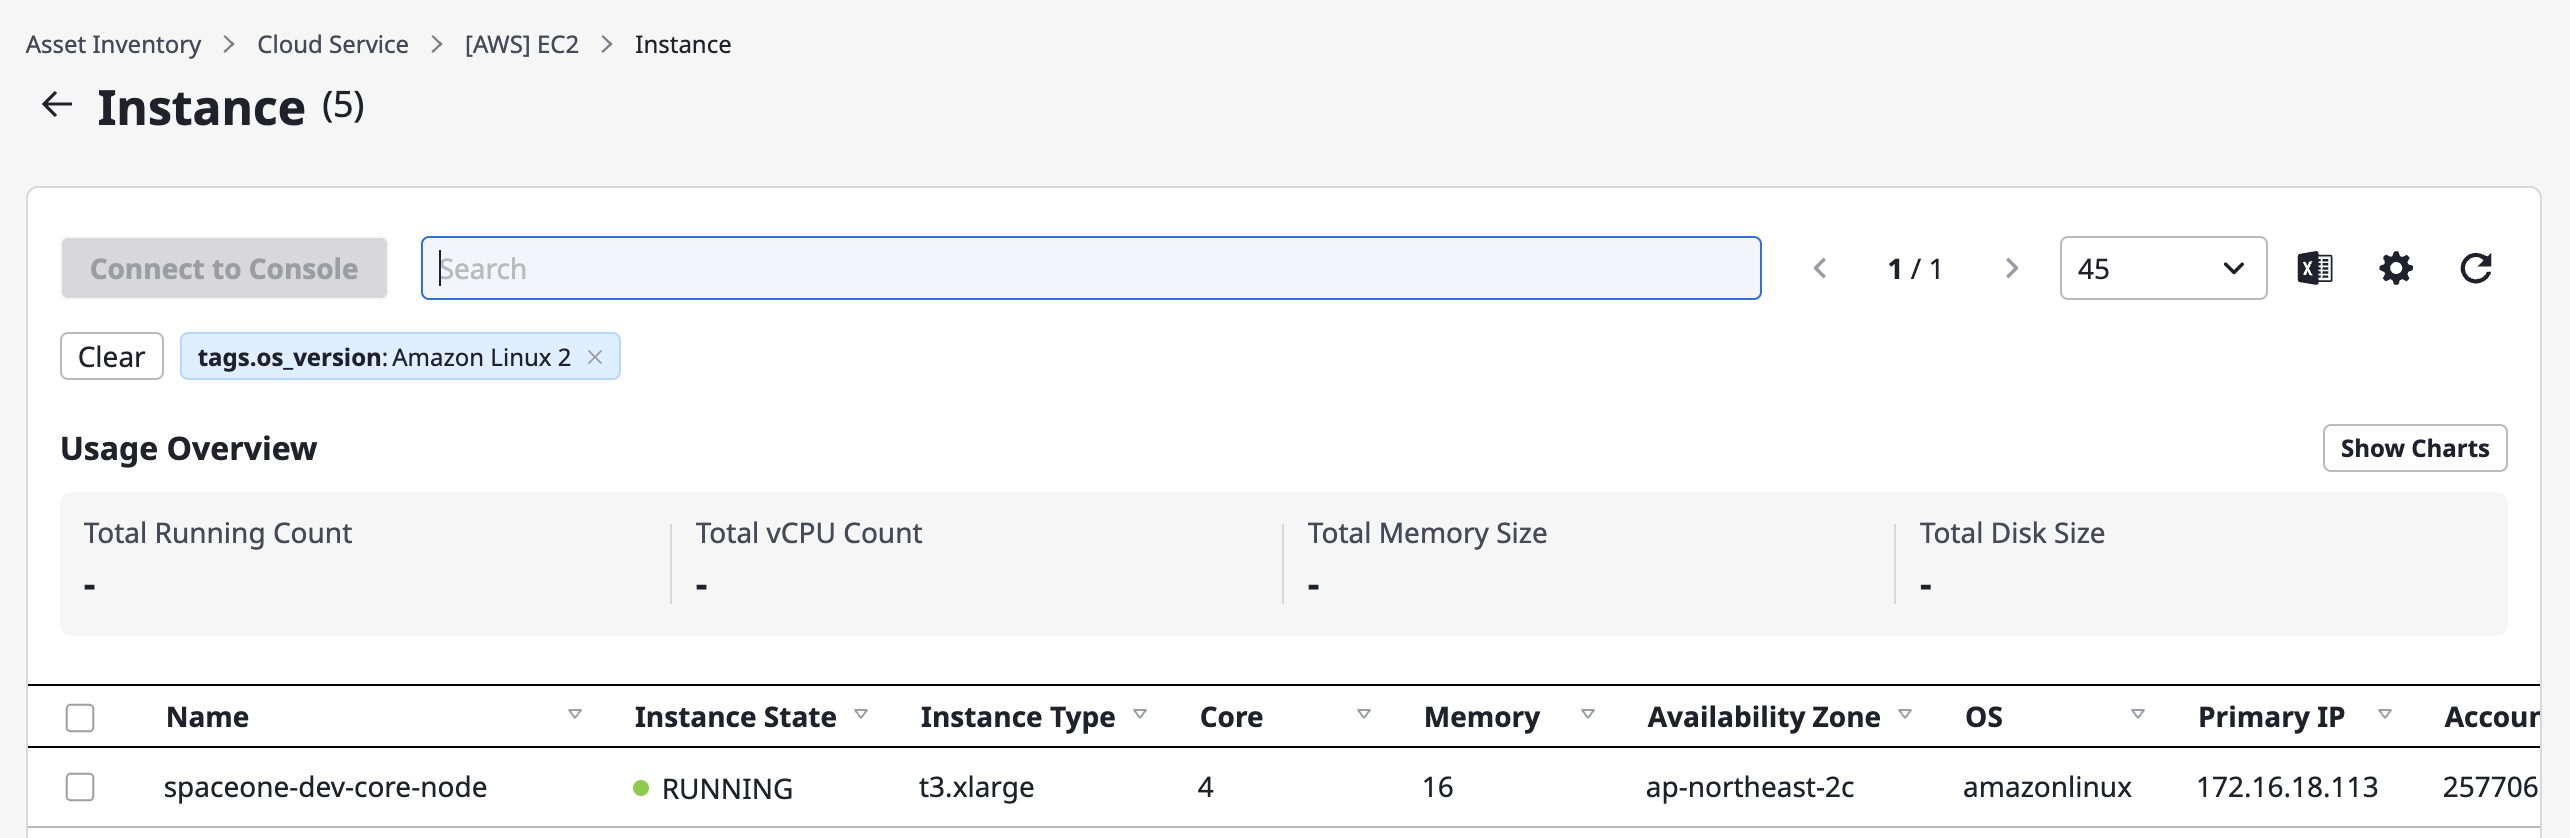 Asset Inventory > Cloud Service > [AWS] EC2 > Instance
Instance (5)
Connect to Console Search 1 / 1 45
Clear tags.os_version: Amazon Linux 2 ×
Usage Overview Show Charts
Total Running Count Total vCPU Count Total Memory Size Total Disk Size
- - - -
Name Instance State Instance Type Core Memory Availability Zone OS Primary IP Accour
spaceone-dev-core-node RUNNING t3.xlarge 4 16 ap-northeast-2c amazonlinux 172.16.18.113 257706